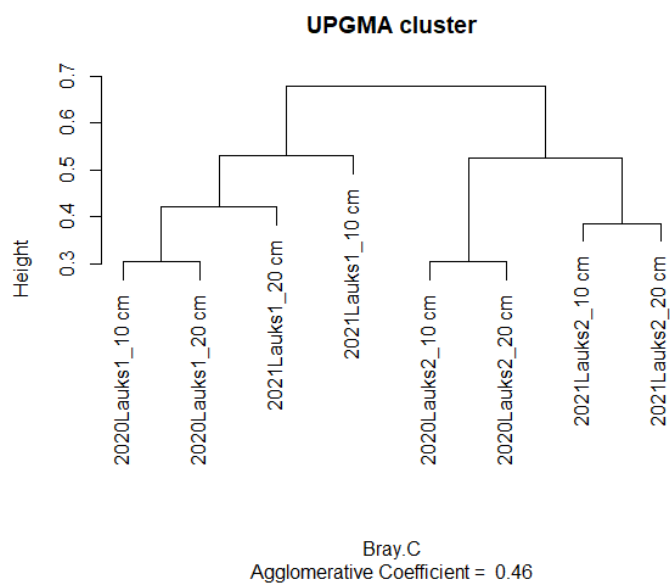 UPGMA cluster
Height
0.7
0.6
0.5
0.4
0.3
2020Lauks1_10 cm
2020Lauks1_20 cm
2021Lauks1_20 cm
2021Lauks1_10 cm
2020Lauks2_10 cm
2020Lauks2_20 cm
2021Lauks2_10 cm
2021Lauks2_20 cm
Bray.C
Agglomerative Coefficient = 0.46